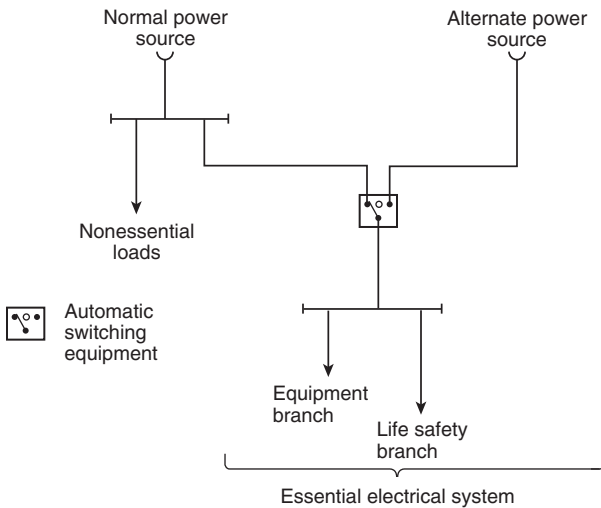 Normal power
source
Alternate power
source
Nonessential
loads
Automatic
switching
equipment
Equipment
branch
Life safety
branch
Essential electrical system